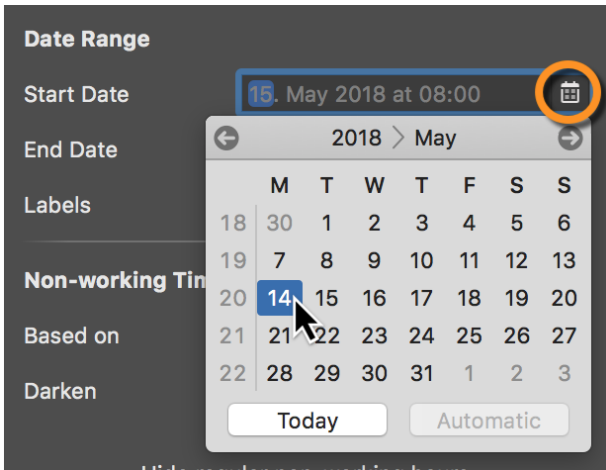 Date Range
Start Date 15. May 2018 at 08:00
2018 > May
End Date
M T W T F S S
Labels
18 30 1 2 3 4 5 6
19 7 8 9 10 11 12 13
Non-working Tim
20 14 15 16 17 18 19 20
Based on
21 21 22 23 24 25 26 27
22 28 29 30 31 1 2 3
Darken
Today Automatic